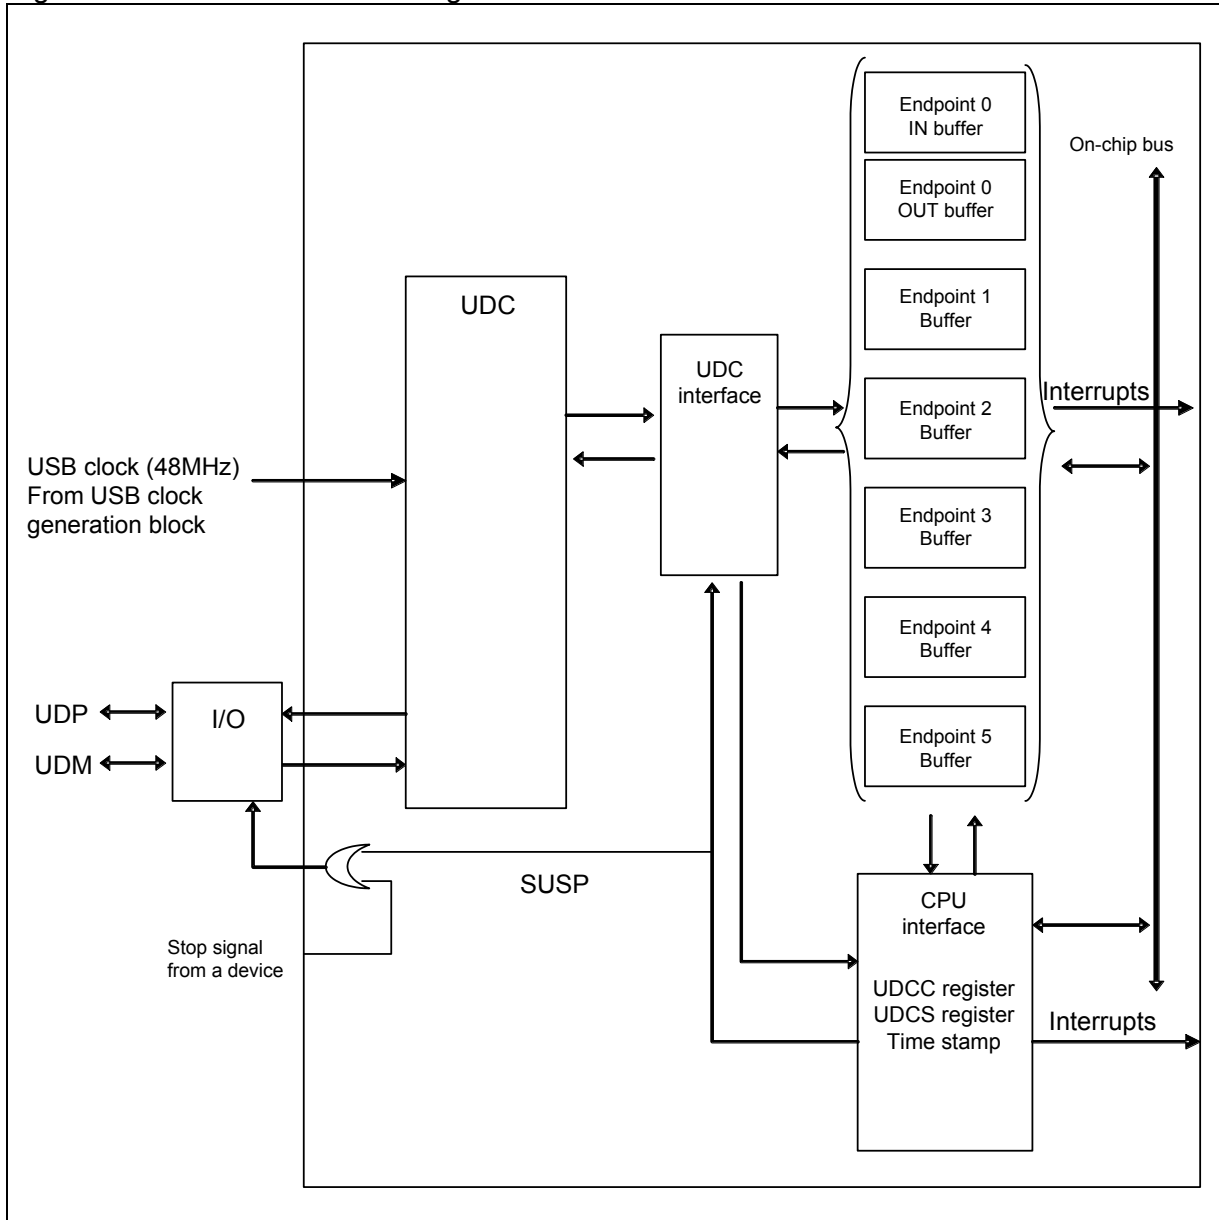 Endpoint 0
IN buffer
On-chip bus
Endpoint 0
OUT buffer
UDC
Endpoint 1
Buffer
UDC
interface
Endpoint 2
Buffer
Interrupts
USB clock (48MHz)
From USB clock
generation block
Endpoint 3
Buffer
Endpoint 4
Buffer
UDP
I/O
UDM
Endpoint 5
Buffer
SUSP
CPU
interface
Stop signal
from a device
UDCC register
UDCS register
Time stamp
Interrupts